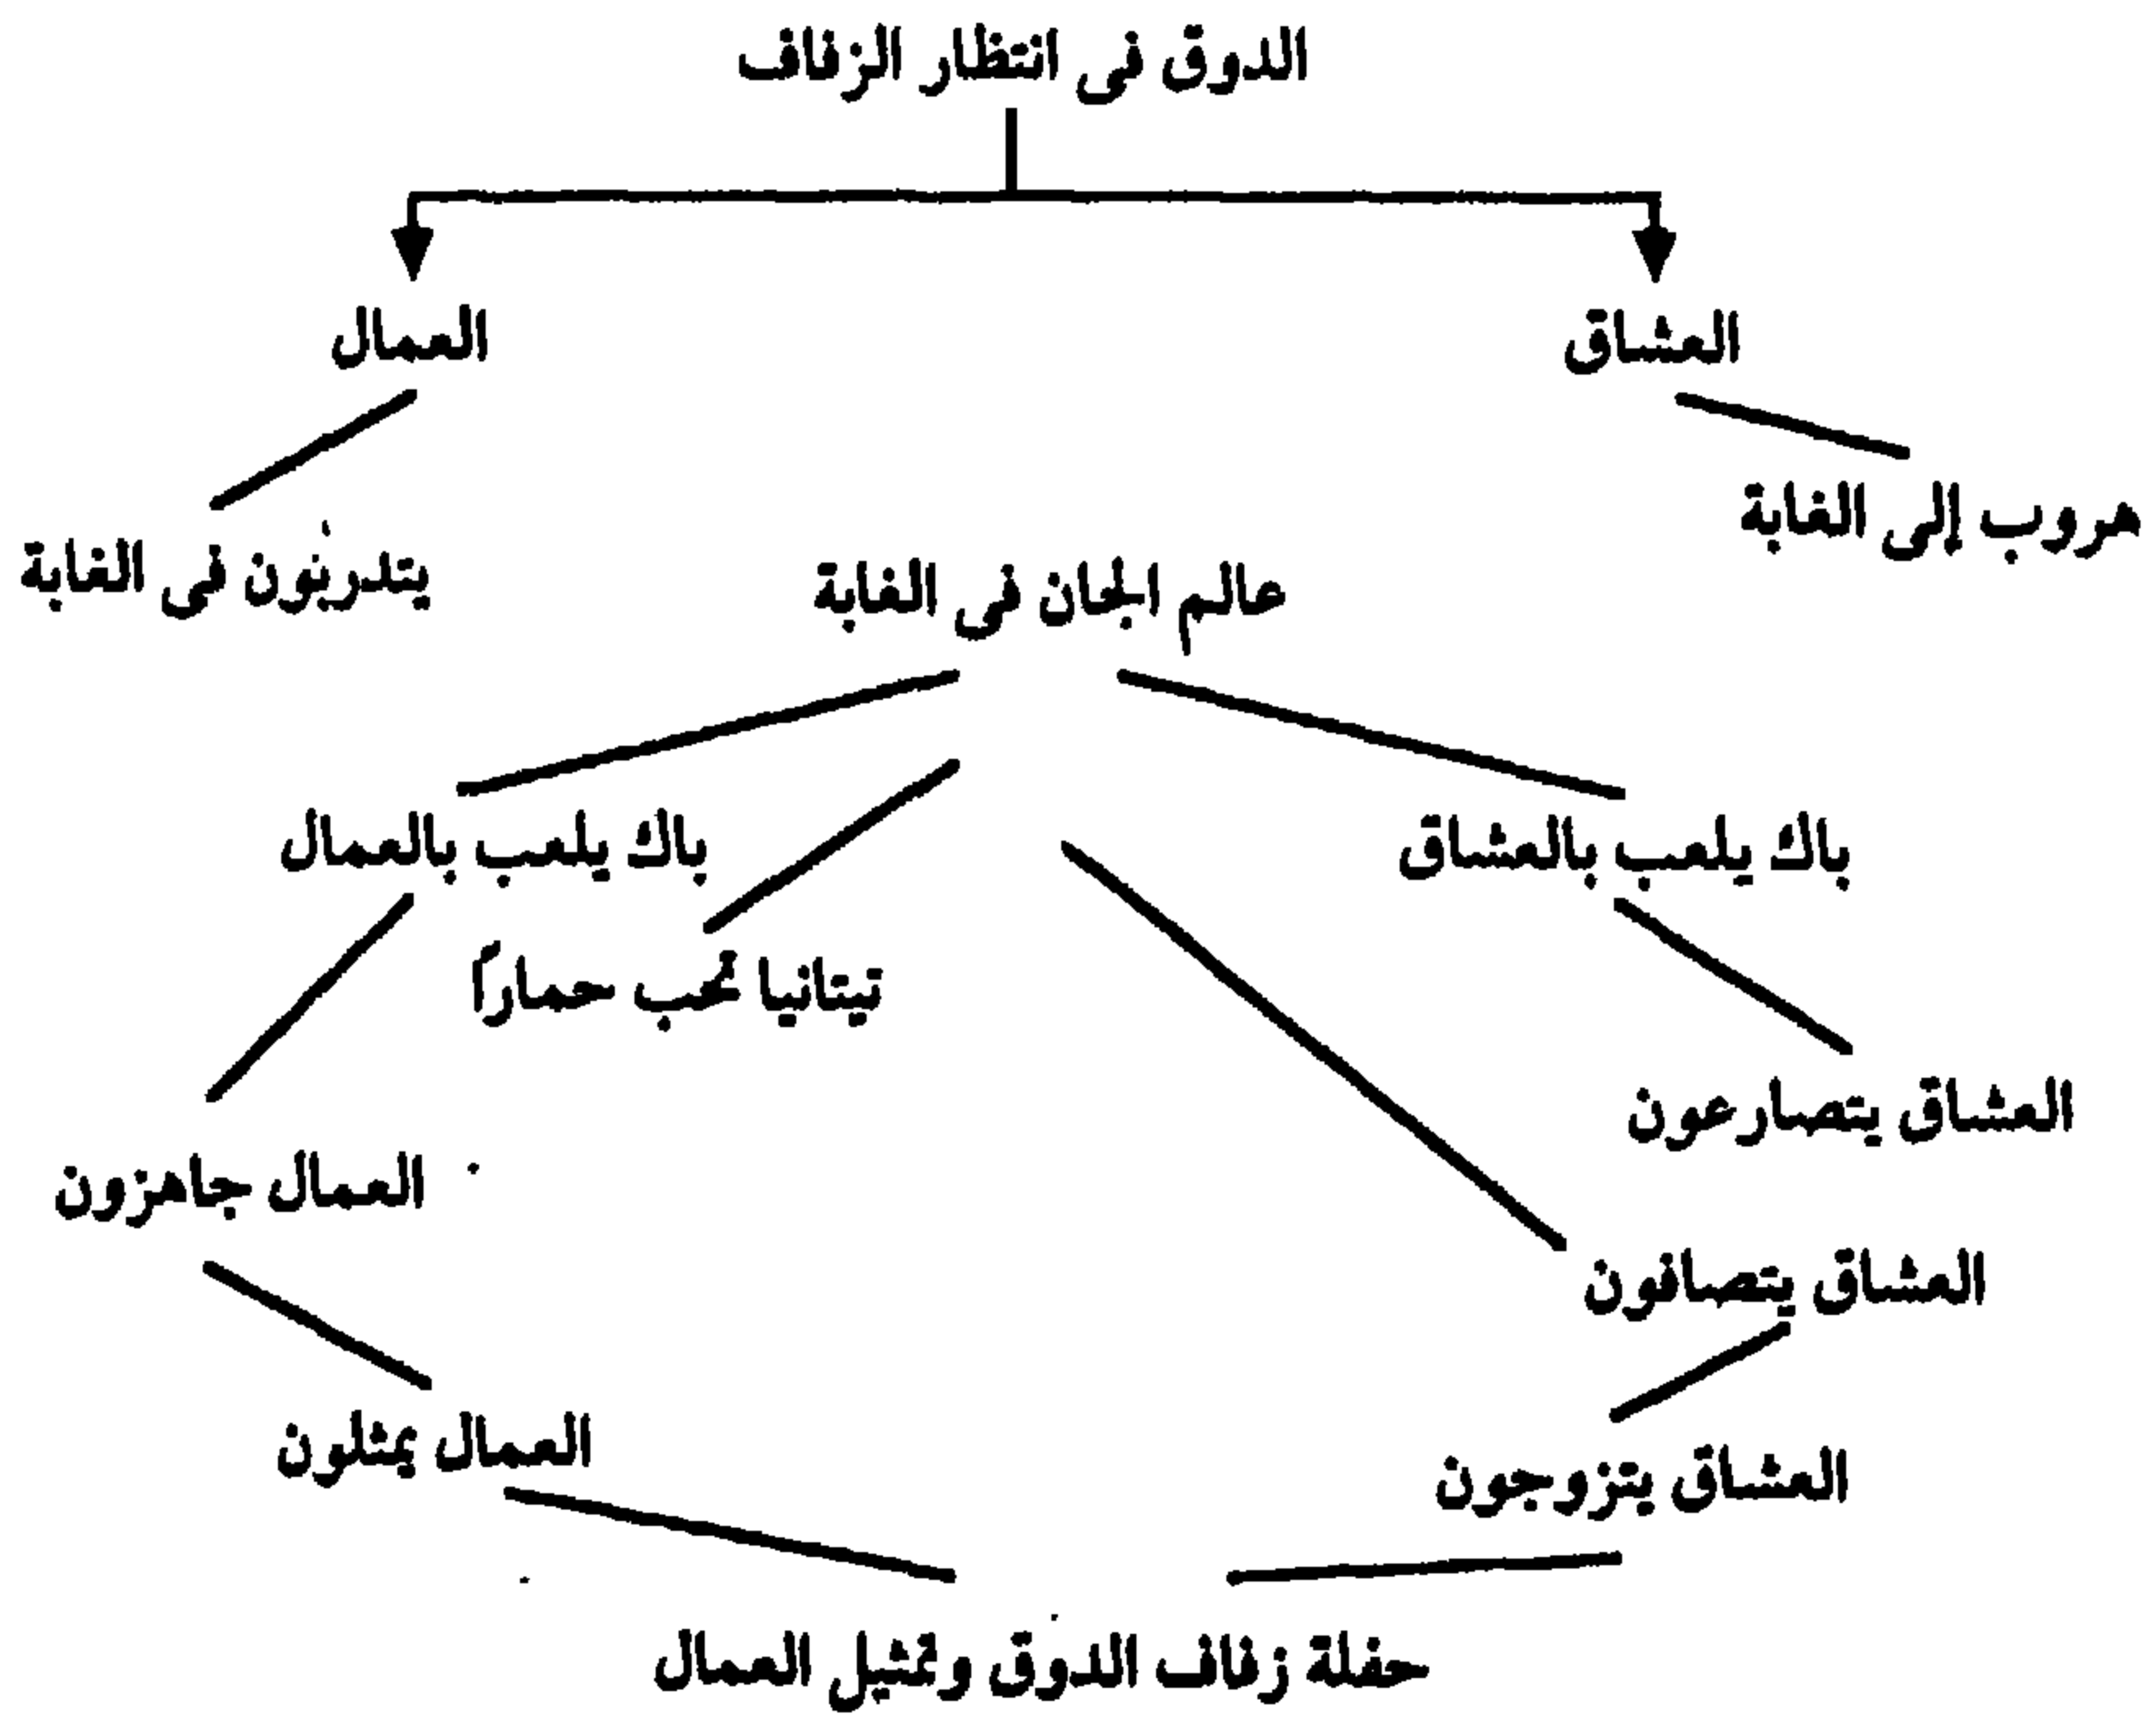 الدوق فى انتظار الزفاف
العشاق
العمال
هروب إلى الغابة
يتدربون فى الغابة
عالم الجان فى الغابة
باك يلعب بالعشاق
باك يلعب بالعمال
تيتانيا تحب حمارًا
العشاق يتصارعون
العمال جاهزون
العشاق يتصافون
العمال يمثلون
العشاق يتزوجون
حفلة زفاف الدوق وتمثيل العمال